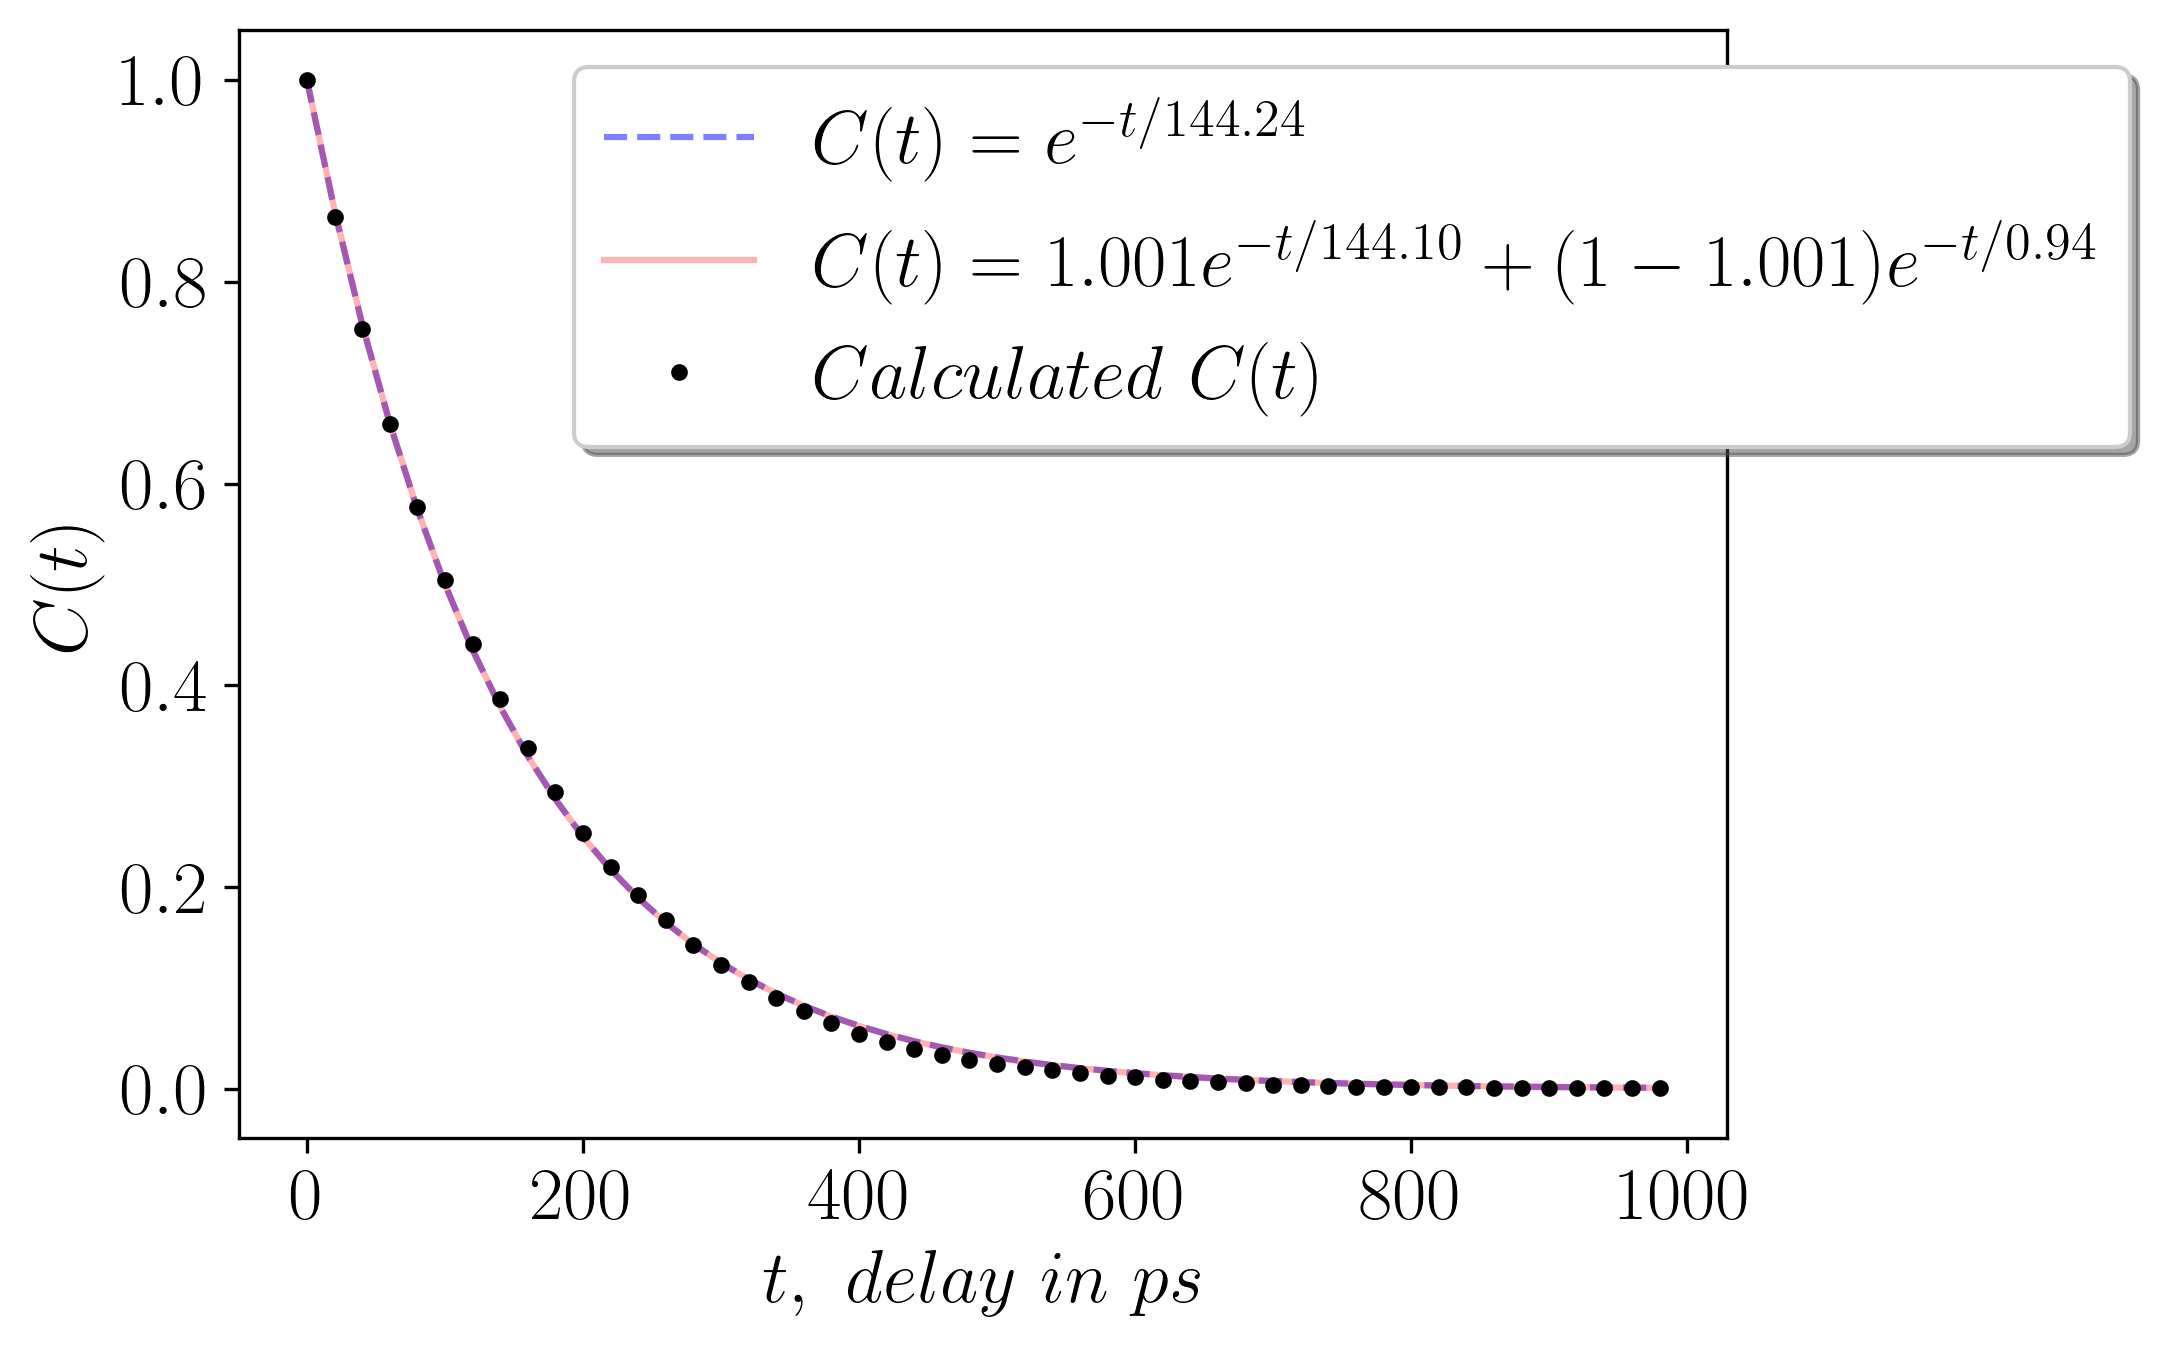 1.0
0.8
0.6
0.4
0.2
0.0
C(t)
C(t) = e^{-t/144.24}
C(t) = 1.001e^{-t/144.10} + (1 − 1.001)e^{-t/0.94}
Calculated C(t)
0 200 400 600 800 1000
t, delay in ps